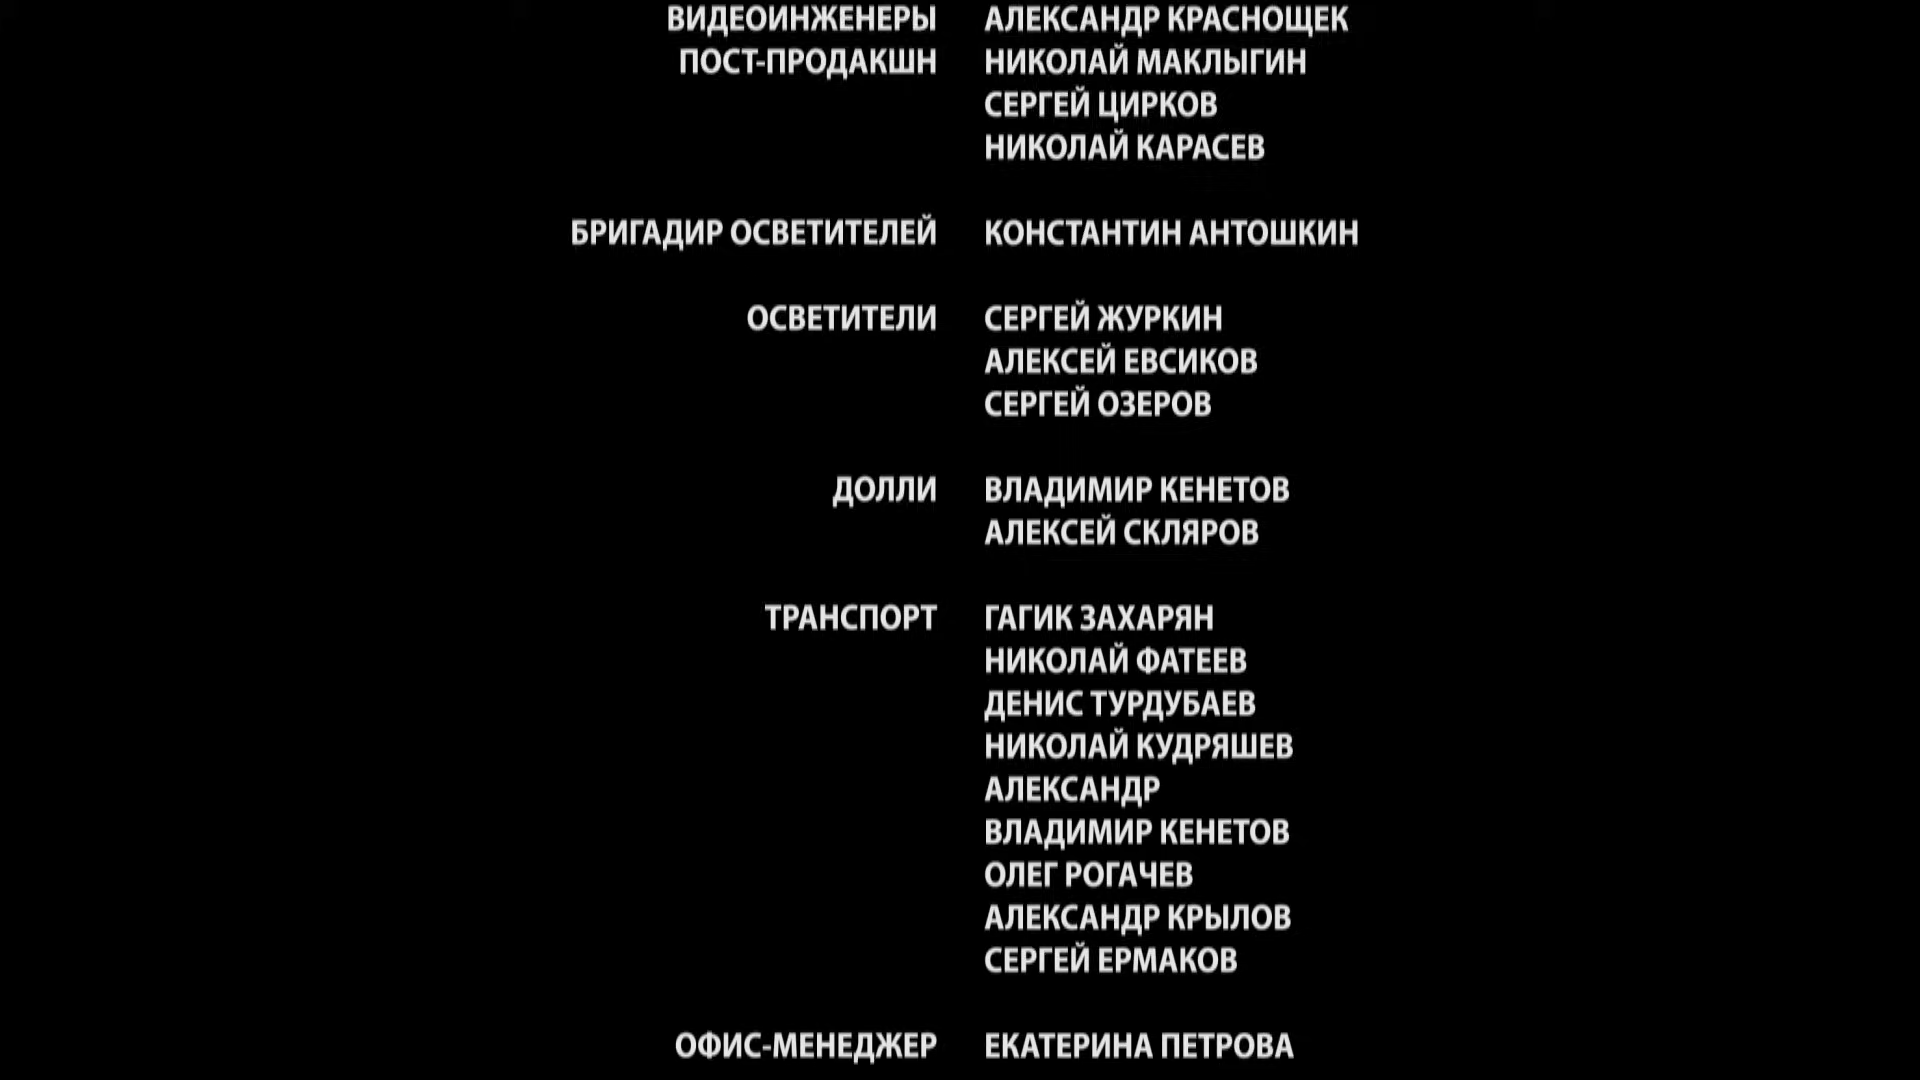 ВИДЕОИНЖЕНЕРЫ АЛЕКСАНДР КРАСНОЩЕК
ПОСТ-ПРОДАКШН НИКОЛАЙ МАКЛЫГИН
СЕРГЕЙ ЦИРКОВ
НИКОЛАЙ КАРАСЕВ
БРИГАДИР ОСВЕТИТЕЛЕЙ КОНСТАНТИН АНТОШКИН
ОСВЕТИТЕЛИ СЕРГЕЙ ЖУРКИН
АЛЕКСЕЙ ЕВСИКОВ
СЕРГЕЙ ОЗЕРОВ
ДОЛЛИ ВЛАДИМИР КЕНЕТОВ
АЛЕКСЕЙ СКЛЯРОВ
ТРАНСПОРТ ГАГИК ЗАХАРЯН
НИКОЛАЙ ФАТЕЕВ
ДЕНИС ТУРДУБАЕВ
НИКОЛАЙ КУДРЯШЕВ
АЛЕКСАНДР
ВЛАДИМИР КЕНЕТОВ
ОЛЕГ РОГАЧЕВ
АЛЕКСАНДР КРЫЛОВ
СЕРГЕЙ ЕРМАКОВ
ОФИС-МЕНЕДЖЕР ЕКАТЕРИНА ПЕТРОВА